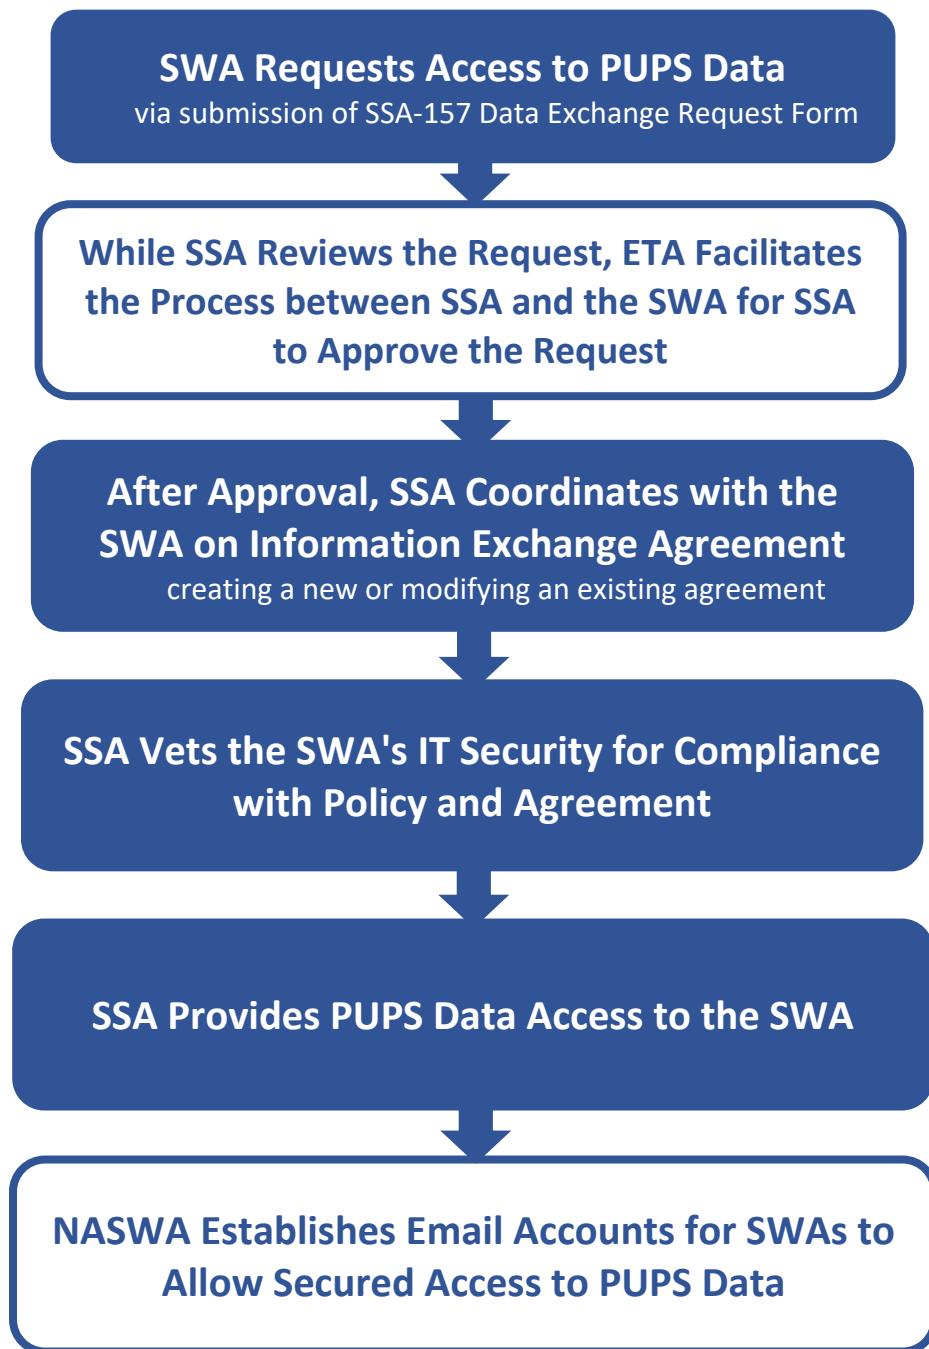 SWA Requests Access to PUPS Data
via submission of SSA-157 Data Exchange Request Form
While SSA Reviews the Request, ETA Facilitates
the Process between SSA and the SWA for SSA
to Approve the Request
After Approval, SSA Coordinates with the
SWA on Information Exchange Agreement
creating a new or modifying an existing agreement
SSA Vets the SWA's IT Security for Compliance
with Policy and Agreement
SSA Provides PUPS Data Access to the SWA
NASWA Establishes Email Accounts for SWAs to
Allow Secured Access to PUPS Data